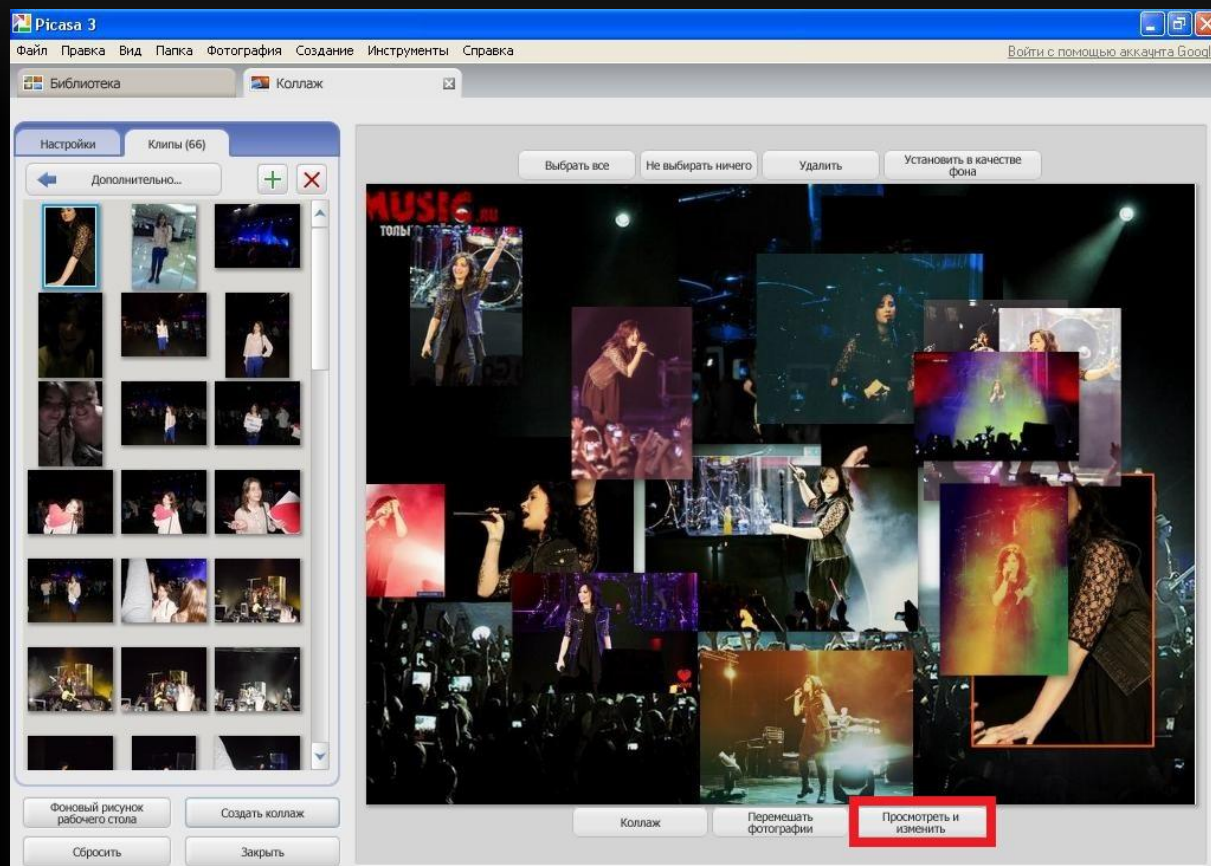 Picasa 3
Файл Правка Вид Папка Фотография Создание Инструменты Справка
Войти с помощью аккаунта Googl
Библиотека
Коллаж
Настройки
Клипы (66)
Дополнительно...
Выбрать все
Не выбирать ничего
Удалить
Установить в качестве
фона
MUSIC.RU
Фоновый рисунок
рабочего стола
Создать коллаж
Сбросить
Закрыть
Коллаж
Перемешать
фотографии
Просмотреть и
изменить